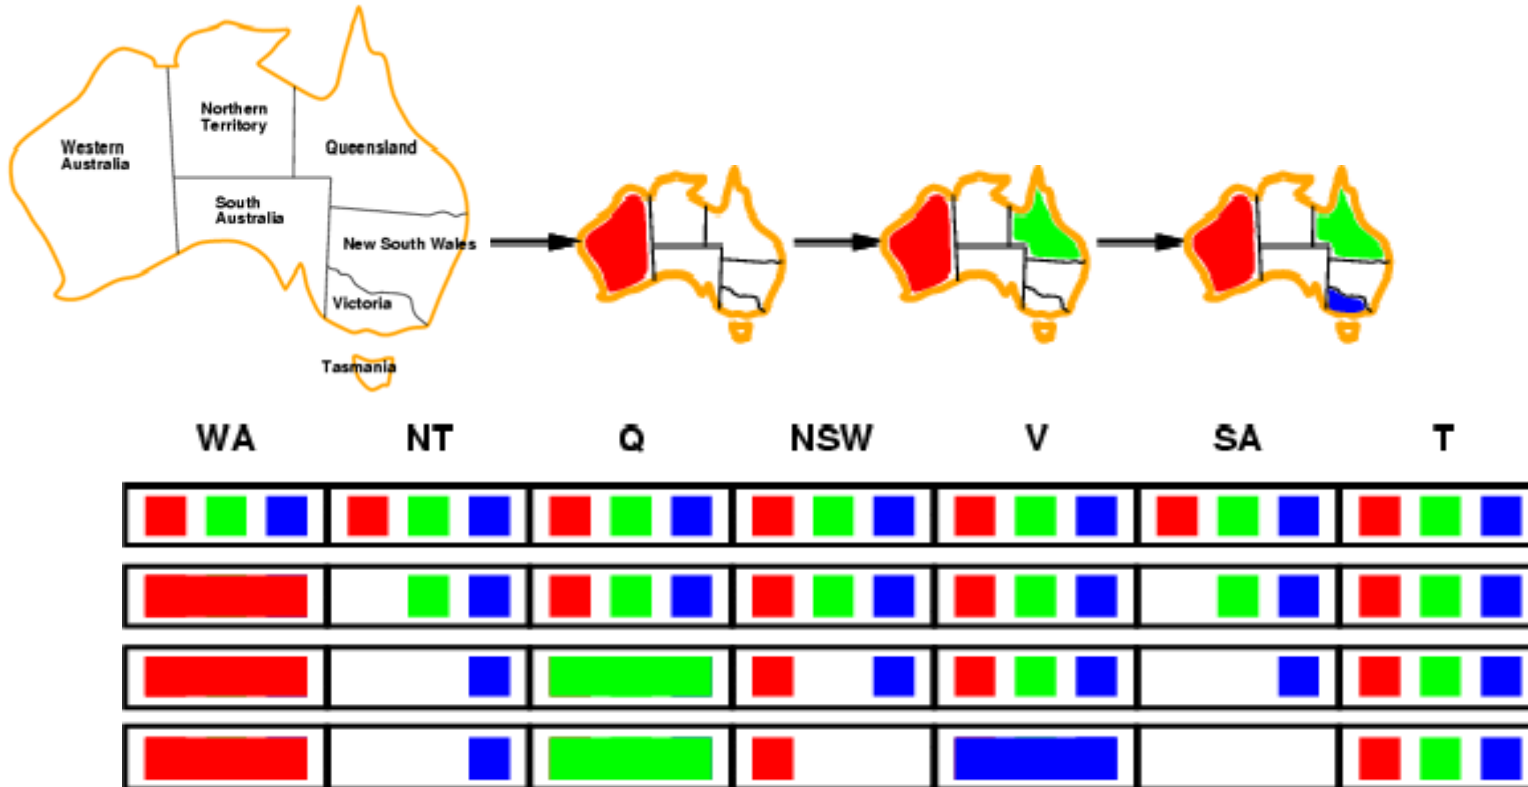 Northern
Territory
Western
Australia
Queensland
South
Australia
New South Wales
Victoria
Tasmania
WA NT Q NSW V SA T